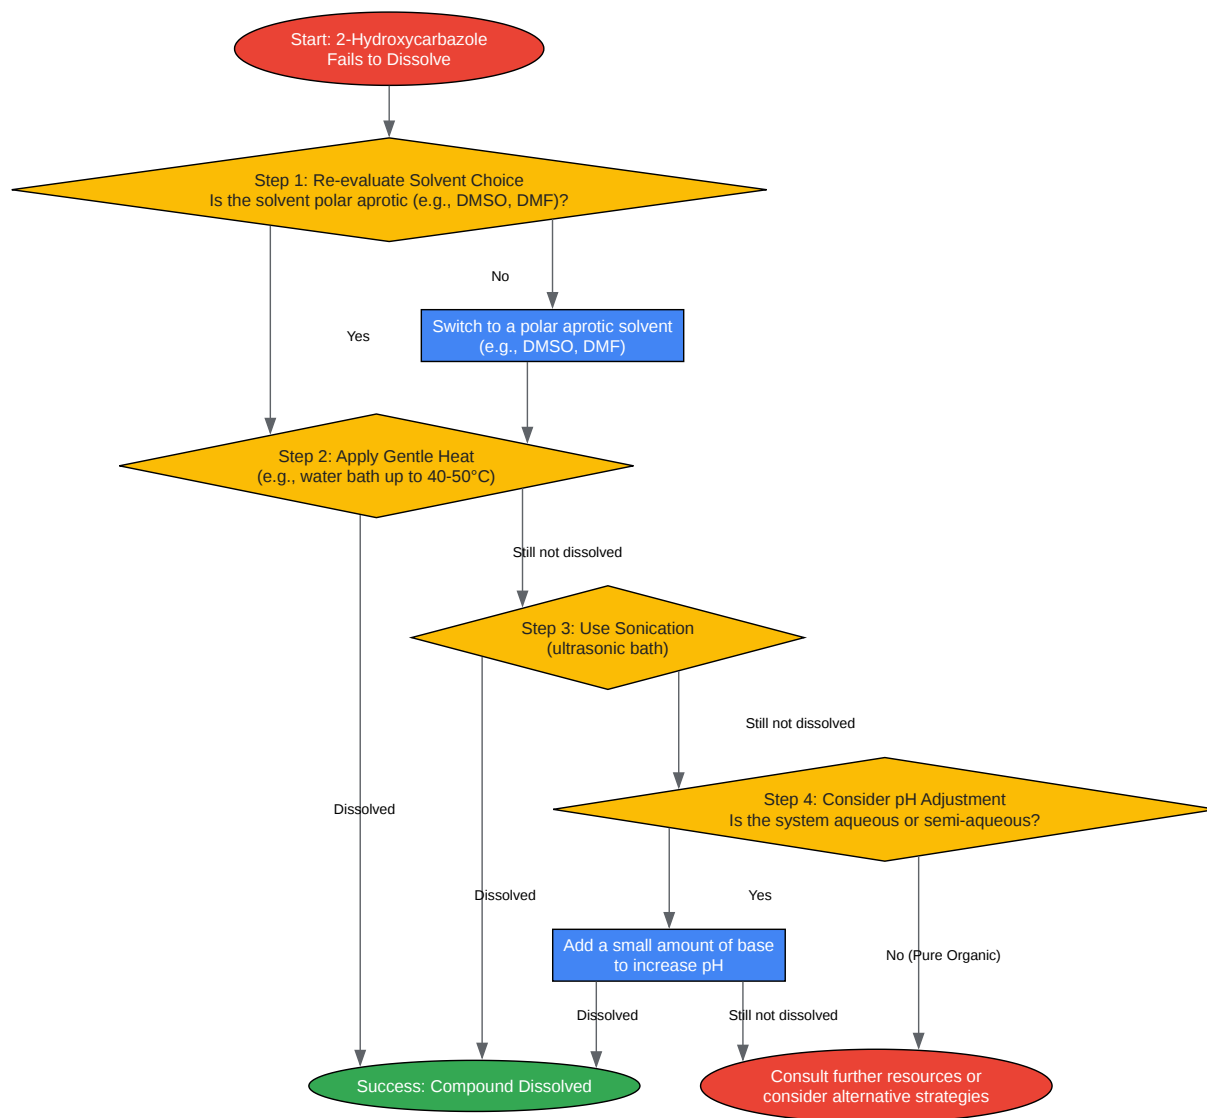 Start: 2-Hydroxycarbazole
Fails to Dissolve
Step 1: Re-evaluate Solvent Choice
Is the solvent polar aprotic (e.g., DMSO, DMF)?
No
Switch to a polar aprotic solvent
(e.g., DMSO, DMF)
Yes
Step 2: Apply Gentle Heat
(e.g., water bath up to 40-50°C)
Still not dissolved
Step 3: Use Sonication
(ultrasonic bath)
Still not dissolved
Step 4: Consider pH Adjustment
Is the system aqueous or semi-aqueous?
Dissolved
Dissolved
Yes
Add a small amount of base
to increase pH
No (Pure Organic)
Dissolved
Still not dissolved
Success: Compound Dissolved
Consult further resources or
consider alternative strategies